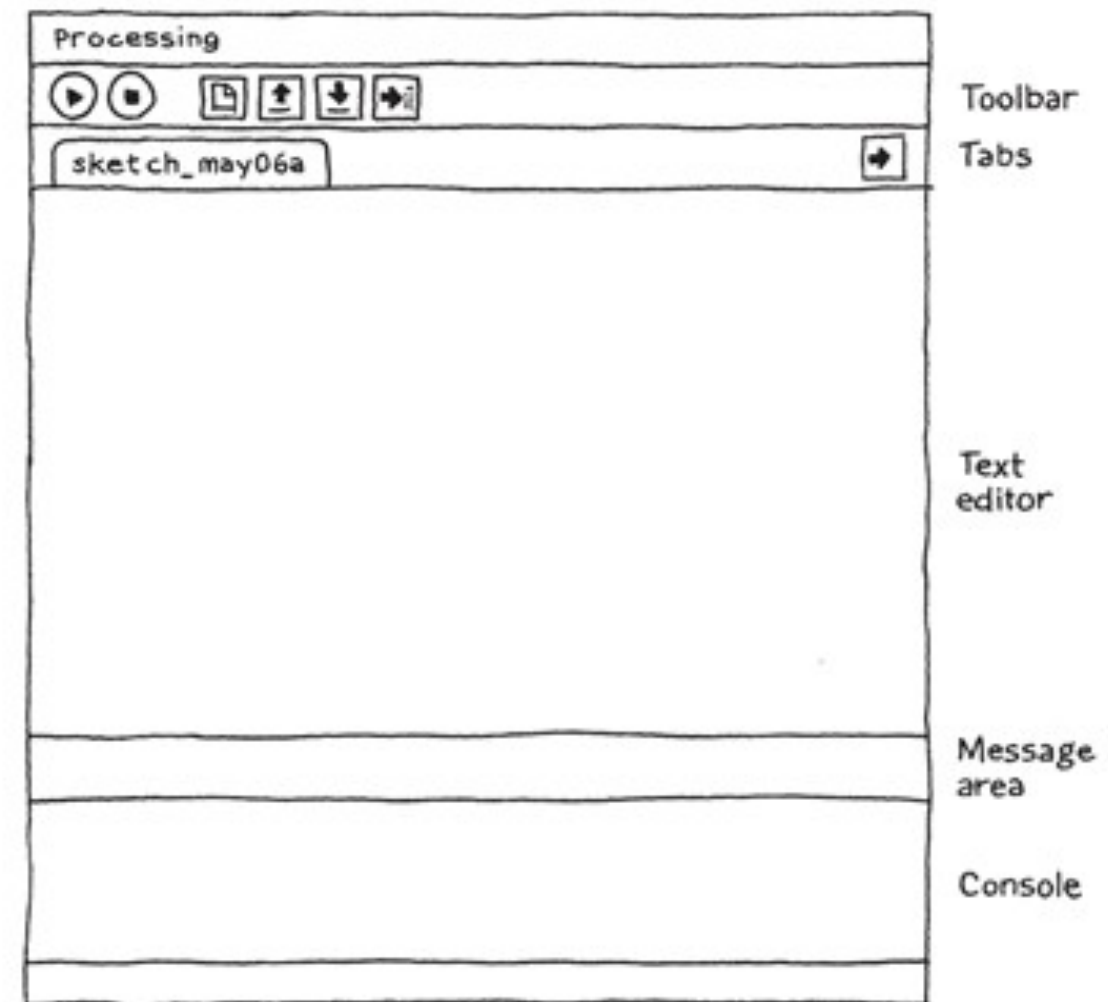 Processing
Toolbar
sketch_may06a
Tabs
Text
editor
Message
area
Console